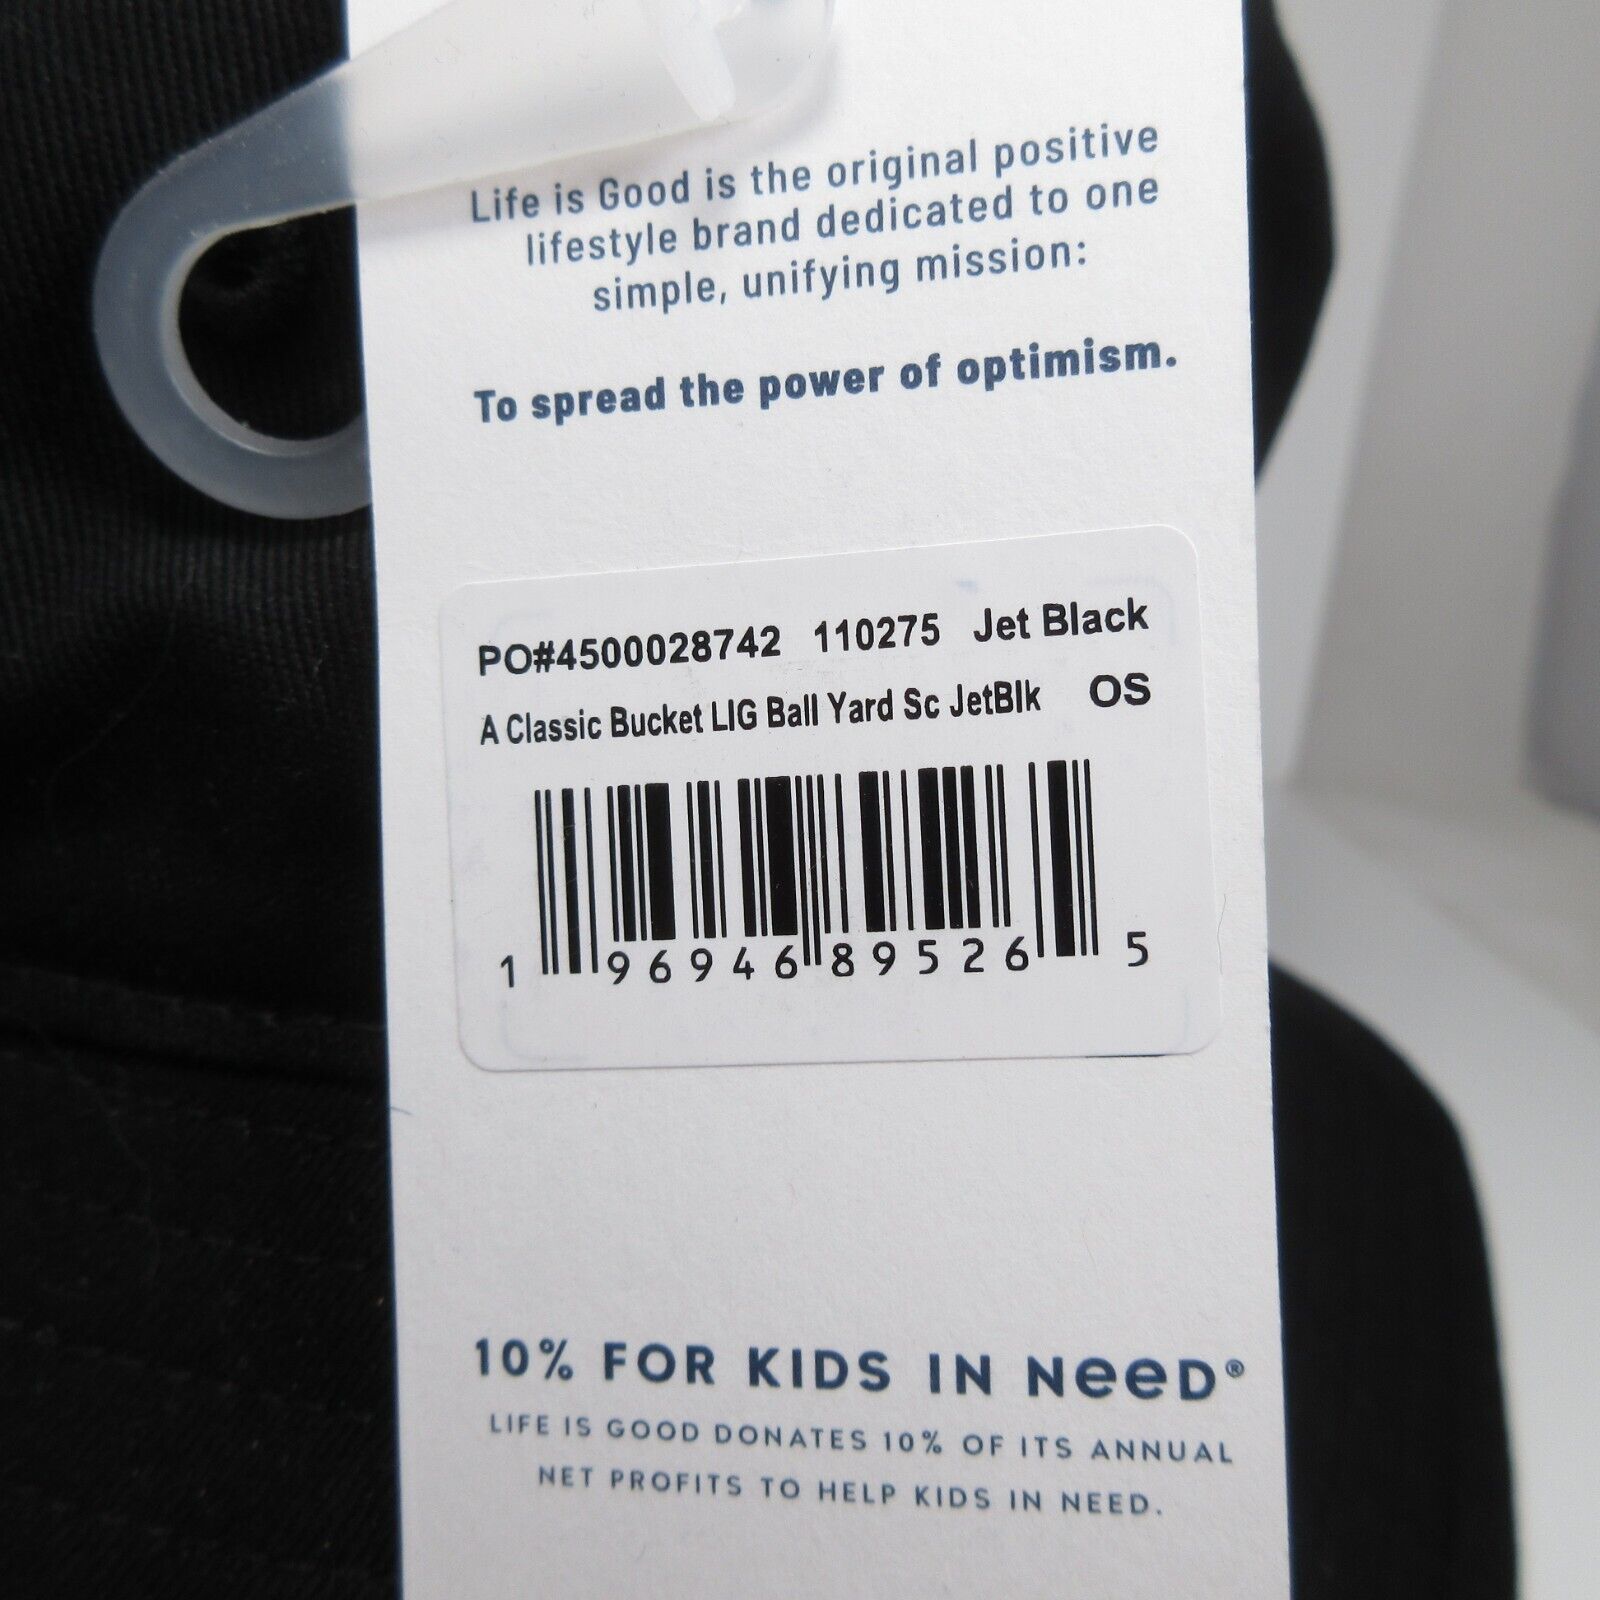 Life is Good is the original positive
lifestyle brand dedicated to one
simple, unifying mission:
To spread the power of optimism.
PO#4500028742 110275 Jet Black
A Classic Bucket LIG Ball Yard Sc JetBlk OS
1 96946 89526 5
10% FOR KIDS IN NeeD®
LIFE IS GOOD DONATES 10% OF ITS ANNUAL
NET PROFITS TO HELP KIDS IN NEED.